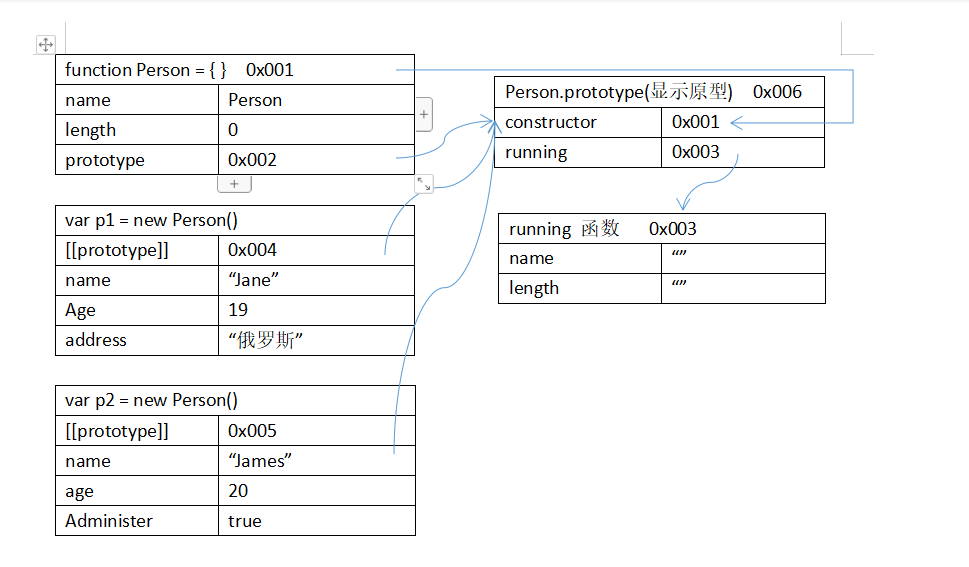 function Person = { } 0x001
name Person
length 0
prototype 0x002
var p1 = new Person()
[[prototype]] 0x004
name “Jane”
Age 19
address “俄罗斯”
var p2 = new Person()
[[prototype]] 0x005
name “James”
age 20
Administer true
Person.prototype(显示原型) 0x006
constructor 0x001
running 0x003
running 函数 0x003
name “”
length “”